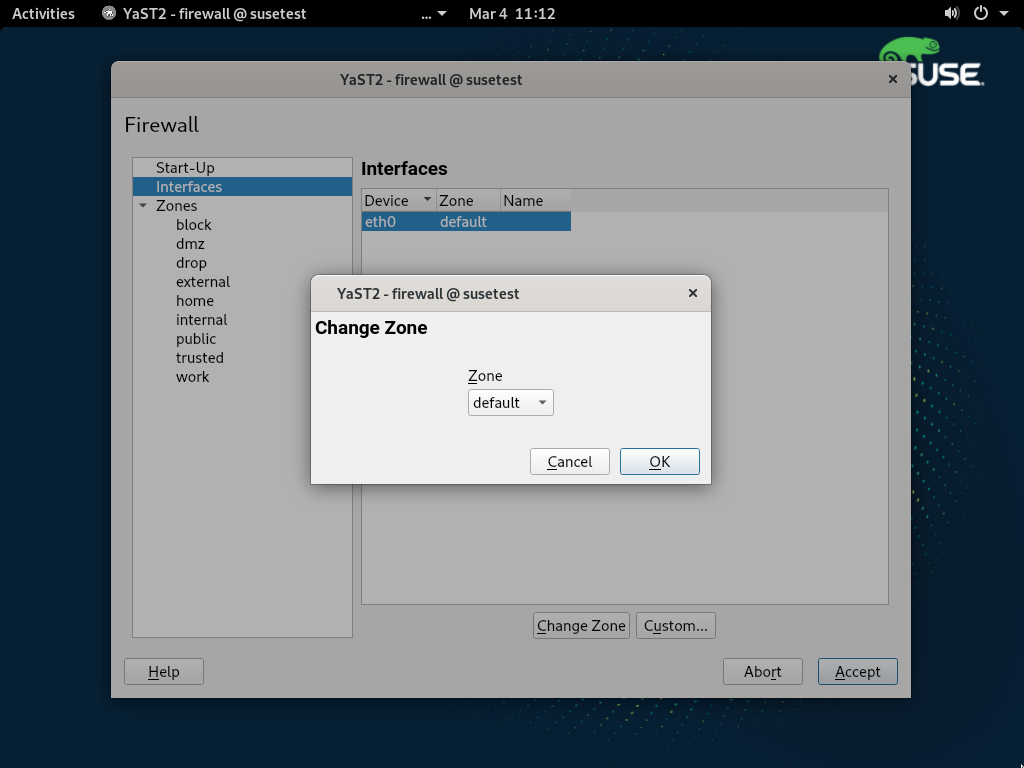 Activities YaST2 - firewall @ susetest ... Mar 4 11:12
SUSE.
YaST2 - firewall @ susetest
Firewall
Start-Up
Interfaces
Zones
block
dmz
drop
external
home
internal
public
trusted
work
Interfaces
Device Zone Name
eth0 default
YaST2 - firewall @ susetest
Change Zone
Zone
default
Cancel OK
Change Zone Custom...
Help Abort Accept